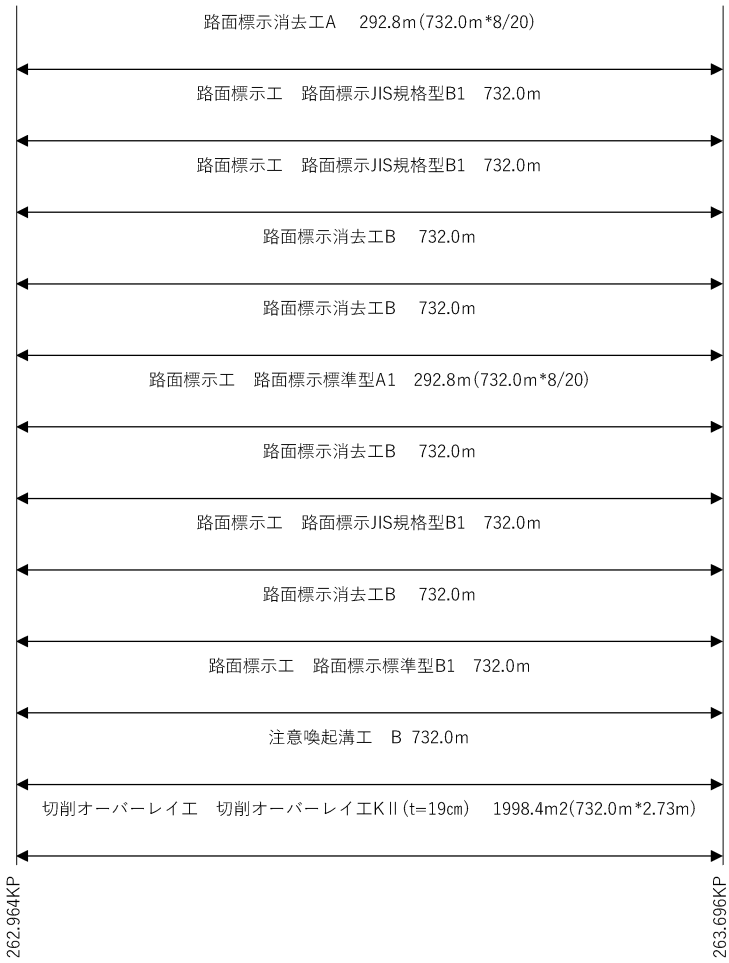 路面標示消去工A　292.8m(732.0m*8/20)
路面標示工　路面標示JIS規格型B1　732.0m
路面標示工　路面標示JIS規格型B1　732.0m
路面標示消去工B　732.0m
路面標示消去工B　732.0m
路面標示工　路面標示標準型A1　292.8m(732.0m*8/20)
路面標示消去工B　732.0m
路面標示工　路面標示JIS規格型B1　732.0m
路面標示消去工B　732.0m
路面標示工　路面標示標準型B1　732.0m
注意喚起溝工　B 732.0m
切削オーバーレイ工　切削オーバーレイ工KⅡ(t=19㎝)　1998.4m2(732.0m*2.73m)
262.964KP
263.696KP